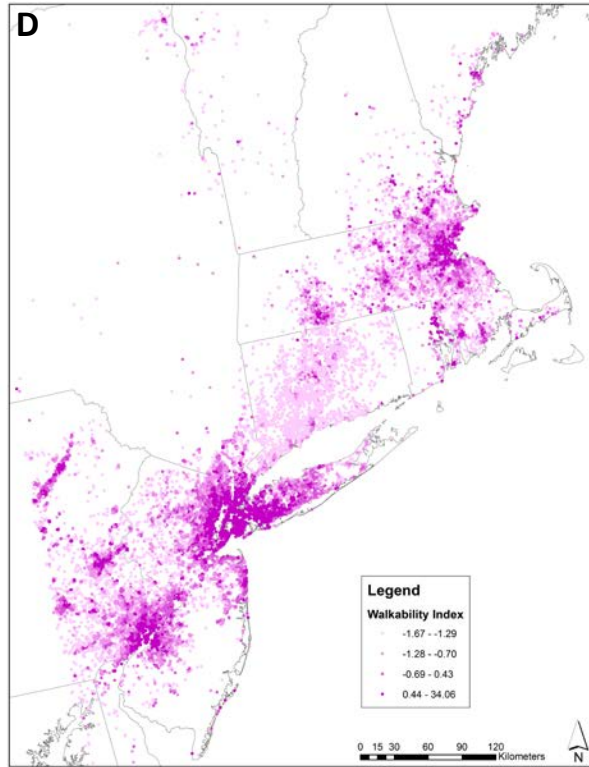 D
Legend
Walkability Index
-1.67 - -1.29
-1.28 - -0.70
-0.69 - 0.43
0.44 - 34.06
0 15 30 60 90 120
Kilometers
N